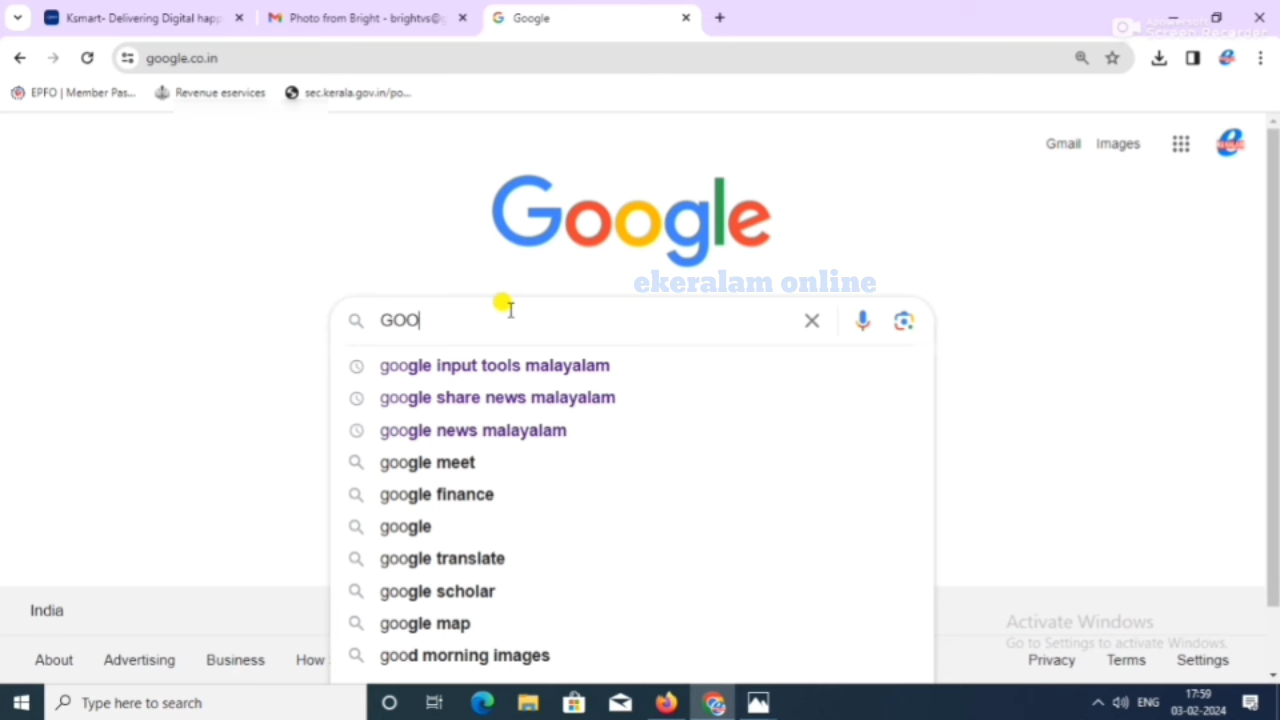 Ksmart- Delivering Digital happ
Photo from Bright - brightvs@g
Google
Apowersoft
Screen Recorder
google.co.in
EPFO | Member Pas...
Revenue eservices
sec.kerala.gov.in/po...
Gmail
Images
Google
ekeralam online
GOO
google input tools malayalam
google share news malayalam
google news malayalam
google meet
google finance
google
google translate
google scholar
google map
good morning images
India
Activate Windows
Go to Settings to activate Windows.
About
Advertising
Business
How
Privacy
Terms
Settings
Type here to search
ENG
17:59
03-02-2024